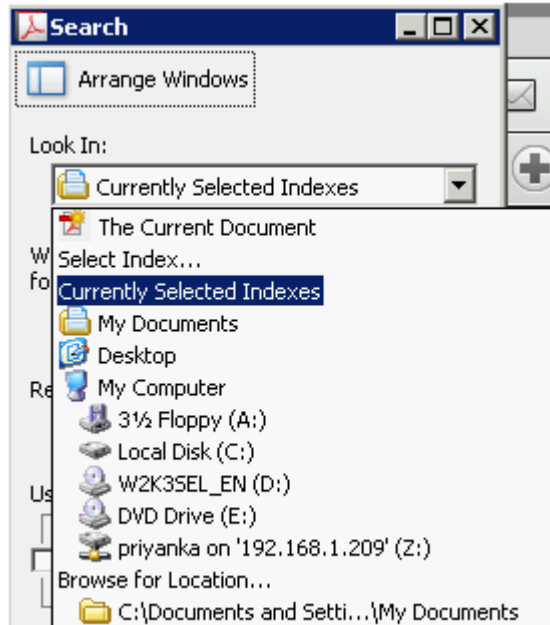 Search
Arrange Windows
Look In:
Currently Selected Indexes
The Current Document
Select Index...
Currently Selected Indexes
My Documents
Desktop
My Computer
3½ Floppy (A:)
Local Disk (C:)
W2K3SEL_EN (D:)
DVD Drive (E:)
priyanka on '192.168.1.209' (Z:)
Browse for Location...
C:\Documents and Setti...\My Documents